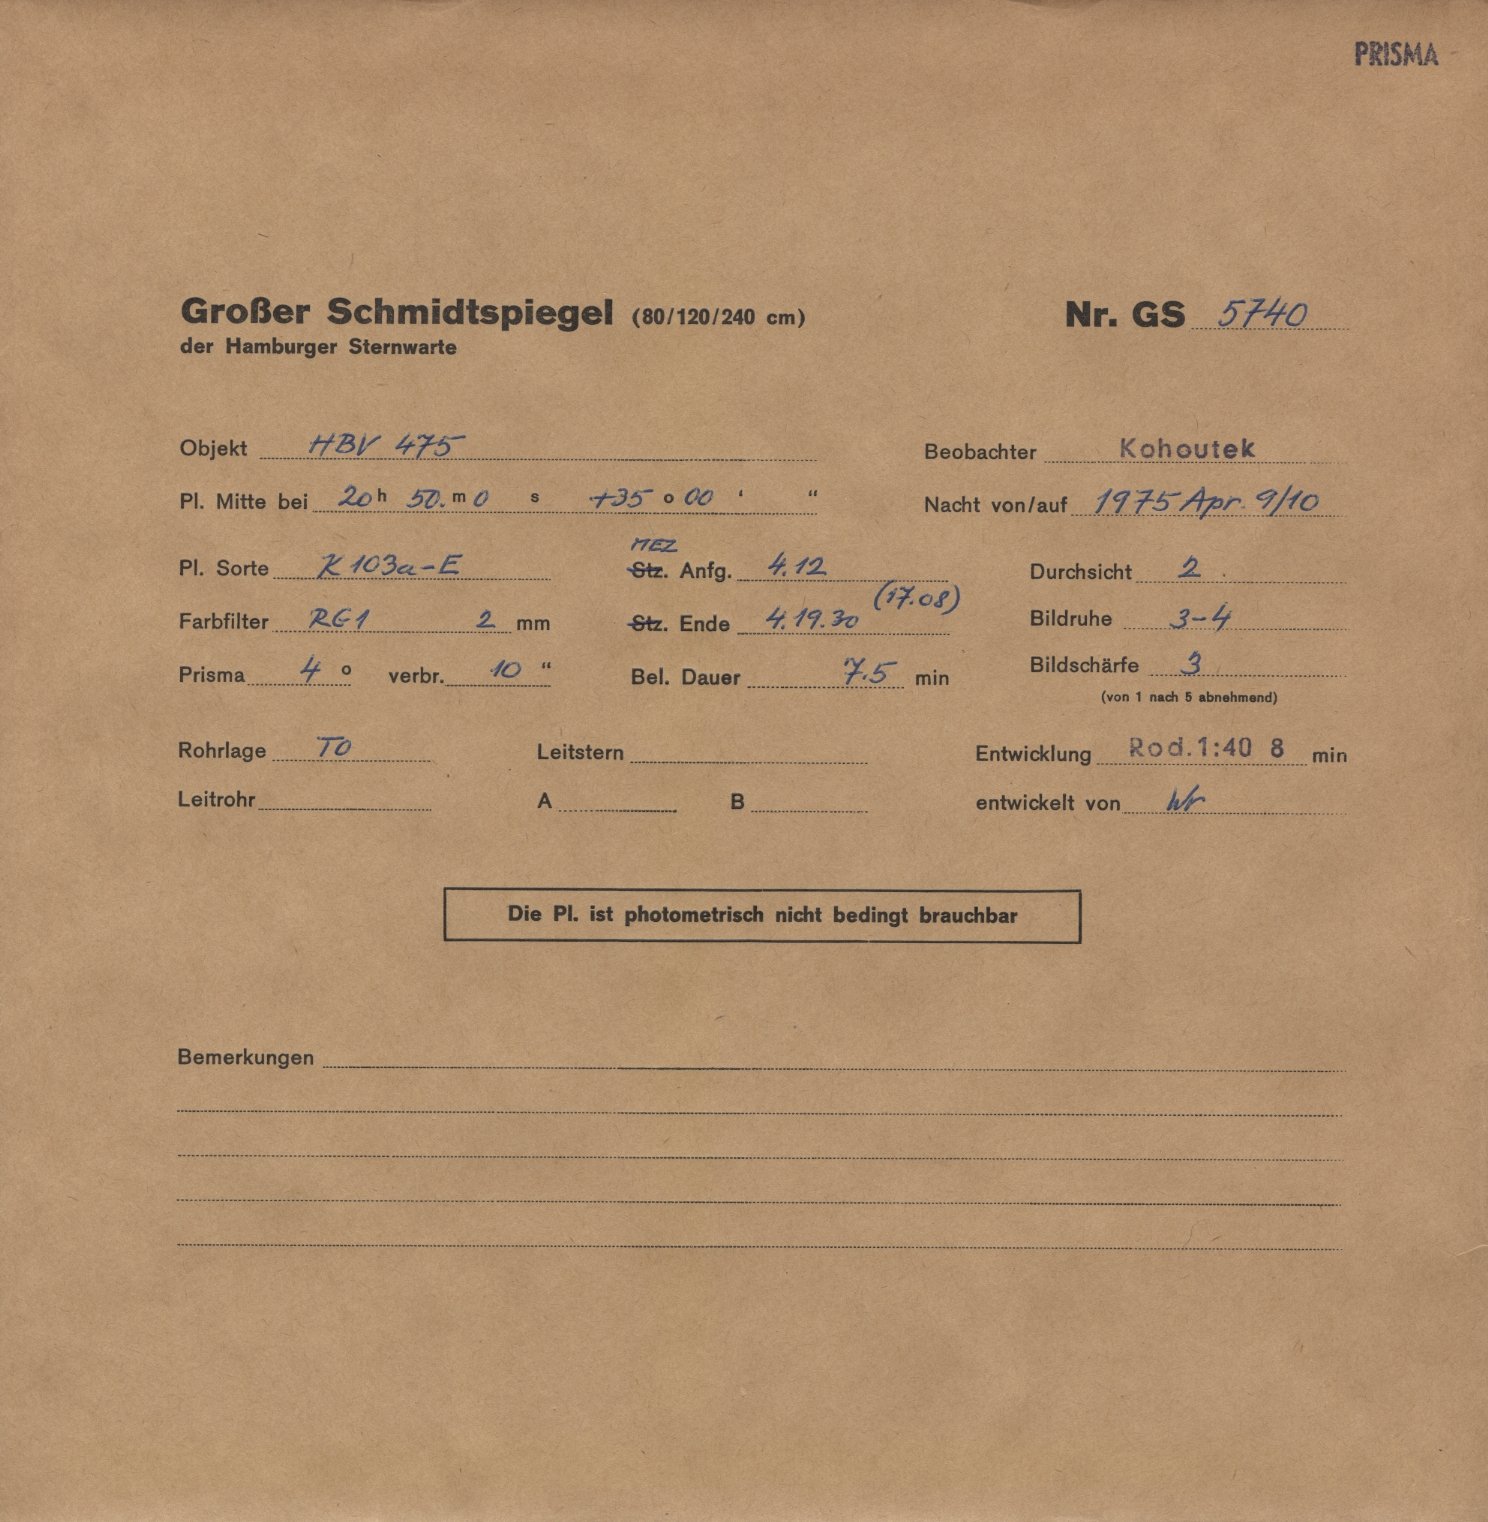 PRISMA
Großer Schmidtspiegel (80/120/240 cm) Nr. GS 5740
der Hamburger Sternwarte
Objekt HBV 475 Beobachter Kohoutek
Pl. Mitte bei 20 h 50. m 0 s +35 o 00 ' “ Nacht von/auf 1975 Apr. 9/10
MEZ
Pl. Sorte K 103a-E Stz. Anfg. 4.12 Durchsicht 2
(17.08)
Farbfilter RG1 2 mm Stz. Ende 4.19.30 Bildruhe 3-4
Prisma 4 o verbr. 10 “ Bel. Dauer 7.5 min Bildschärfe 3
(von 1 nach 5 abnehmend)
Rohrlage TO Leitstern Entwicklung Rod.1:40 8 min
Leitrohr A B entwickelt von
Die Pl. ist photometrisch nicht bedingt brauchbar
Bemerkungen